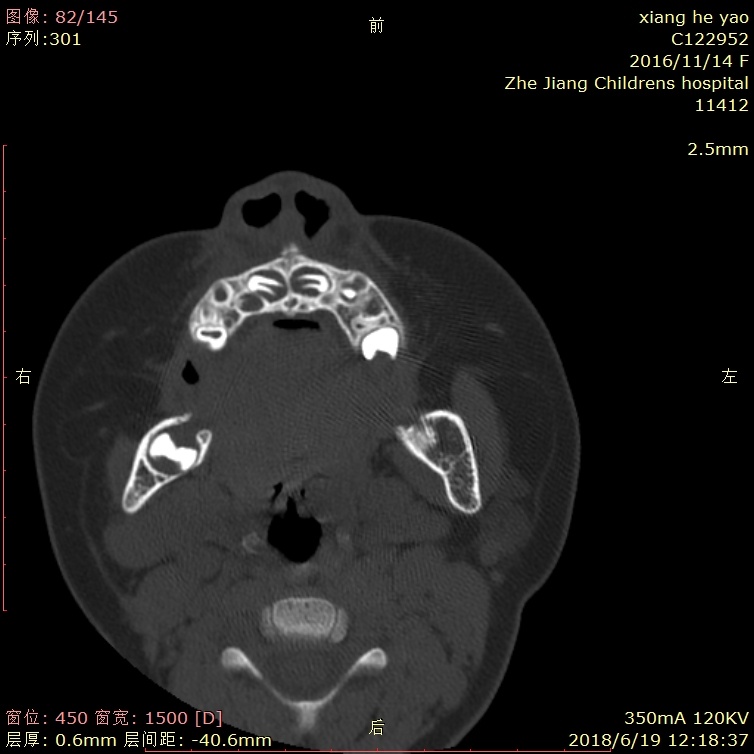 图像: 82/145
序列:301
前
xiang he yao
C122952
2016/11/14 F
Zhe Jiang Childrens hospital
11412
2.5mm
右
左
窗位: 450 窗宽: 1500 [D]
层厚: 0.6mm 层间距: -40.6mm
后
350mA 120KV
2018/6/19 12:18:37